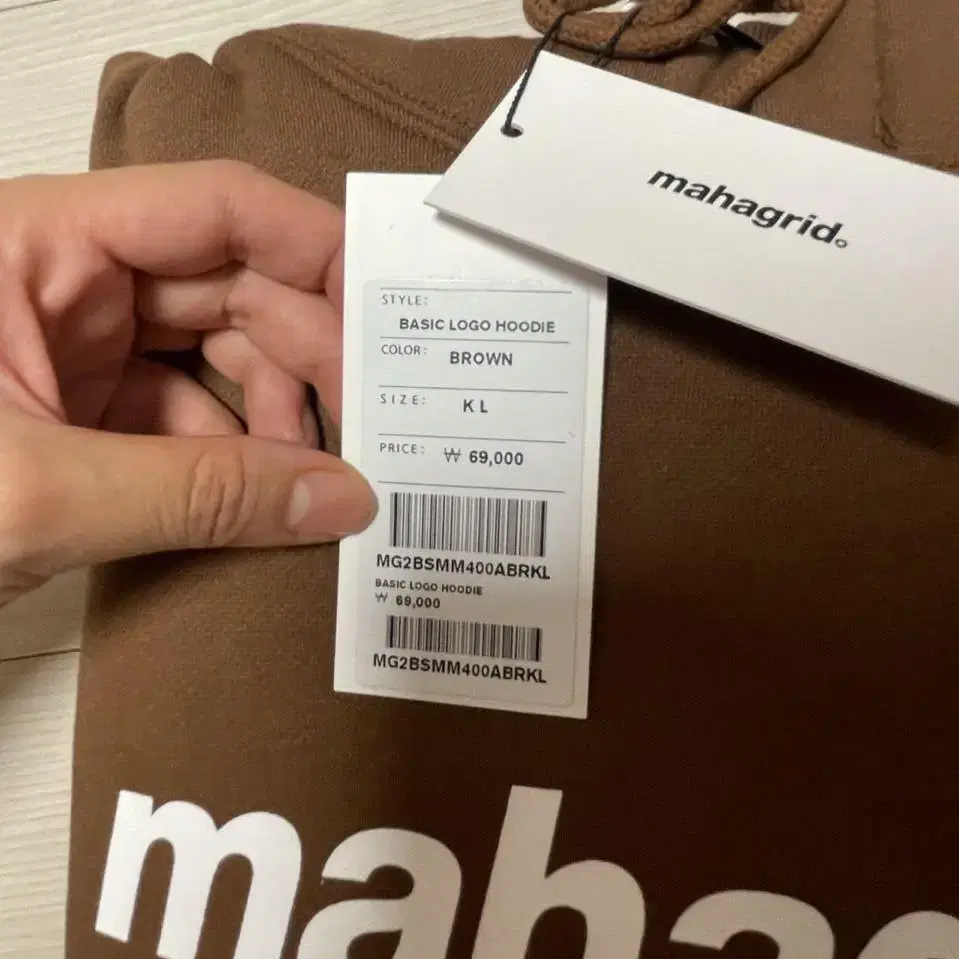 mahagrid.
STYLE:
BASIC LOGO HOODIE
COLOR: BROWN
SIZE: KL
PRICE: ₩ 69,000
MG2BSMM400ABRKL
BASIC LOGO HOODIE
₩ 69,000
MG2BSMM400ABRKL
mahag